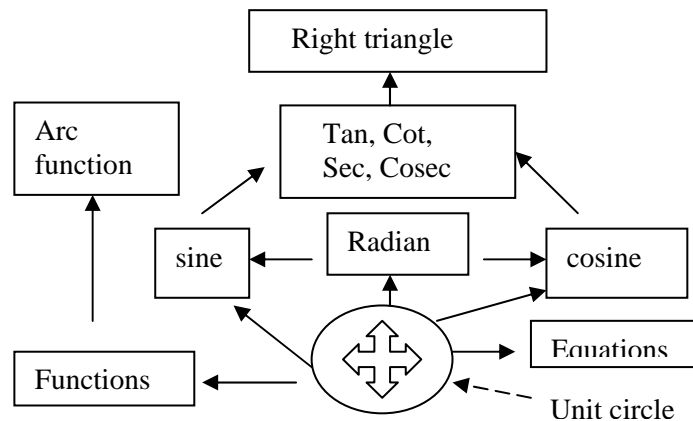 Right triangle
Arc
function
Tan, Cot,
Sec, Cosec
sine
Radian
cosine
Functions
Equations
Unit circle